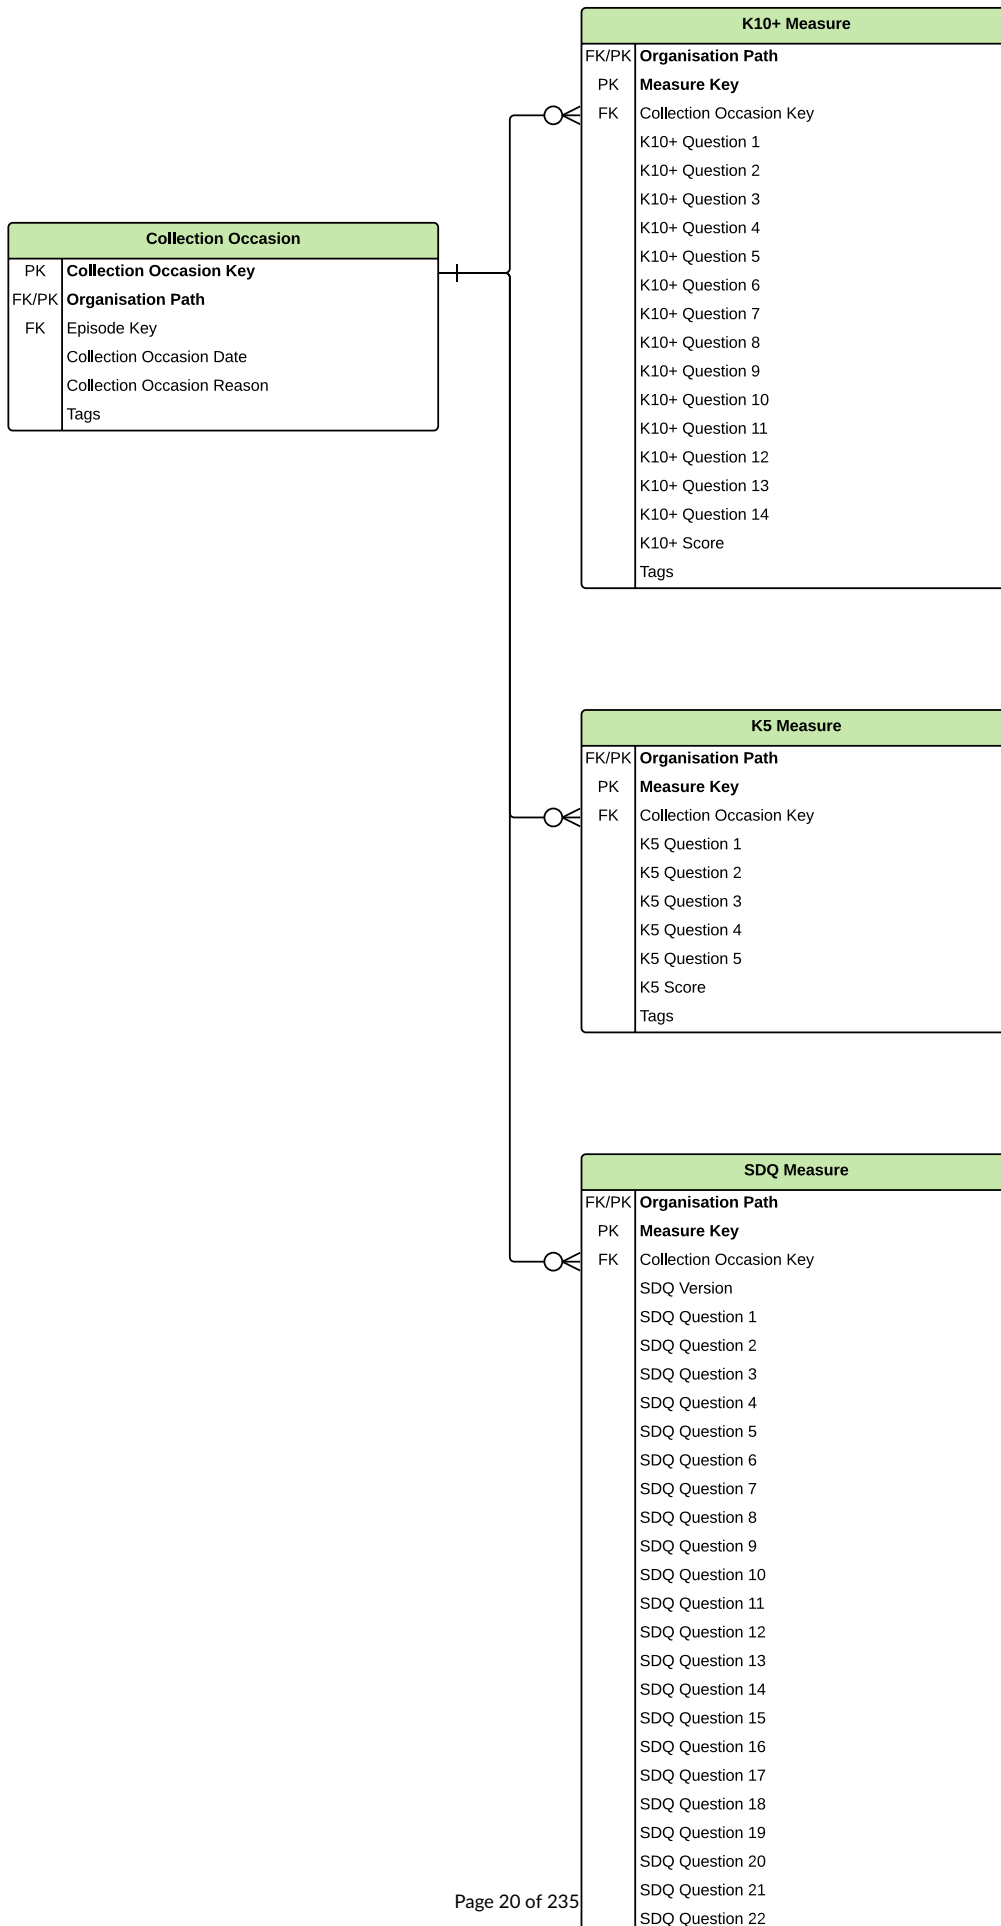 K10+ Measure
FK/PK Organisation Path
PK Measure Key
FK Collection Occasion Key
K10+ Question 1
K10+ Question 2
K10+ Question 3
K10+ Question 4
K10+ Question 5
K10+ Question 6
K10+ Question 7
K10+ Question 8
K10+ Question 9
K10+ Question 10
K10+ Question 11
K10+ Question 12
K10+ Question 13
K10+ Question 14
K10+ Score
Tags
Collection Occasion
PK Collection Occasion Key
FK/PK Organisation Path
FK Episode Key
Collection Occasion Date
Collection Occasion Reason
Tags
K5 Measure
FK/PK Organisation Path
PK Measure Key
FK Collection Occasion Key
K5 Question 1
K5 Question 2
K5 Question 3
K5 Question 4
K5 Question 5
K5 Score
Tags
SDQ Measure
FK/PK Organisation Path
PK Measure Key
FK Collection Occasion Key
SDQ Version
SDQ Question 1
SDQ Question 2
SDQ Question 3
SDQ Question 4
SDQ Question 5
SDQ Question 6
SDQ Question 7
SDQ Question 8
SDQ Question 9
SDQ Question 10
SDQ Question 11
SDQ Question 12
SDQ Question 13
SDQ Question 14
SDQ Question 15
SDQ Question 16
SDQ Question 17
SDQ Question 18
SDQ Question 19
SDQ Question 20
SDQ Question 21
SDQ Question 22
Page 20 of 235